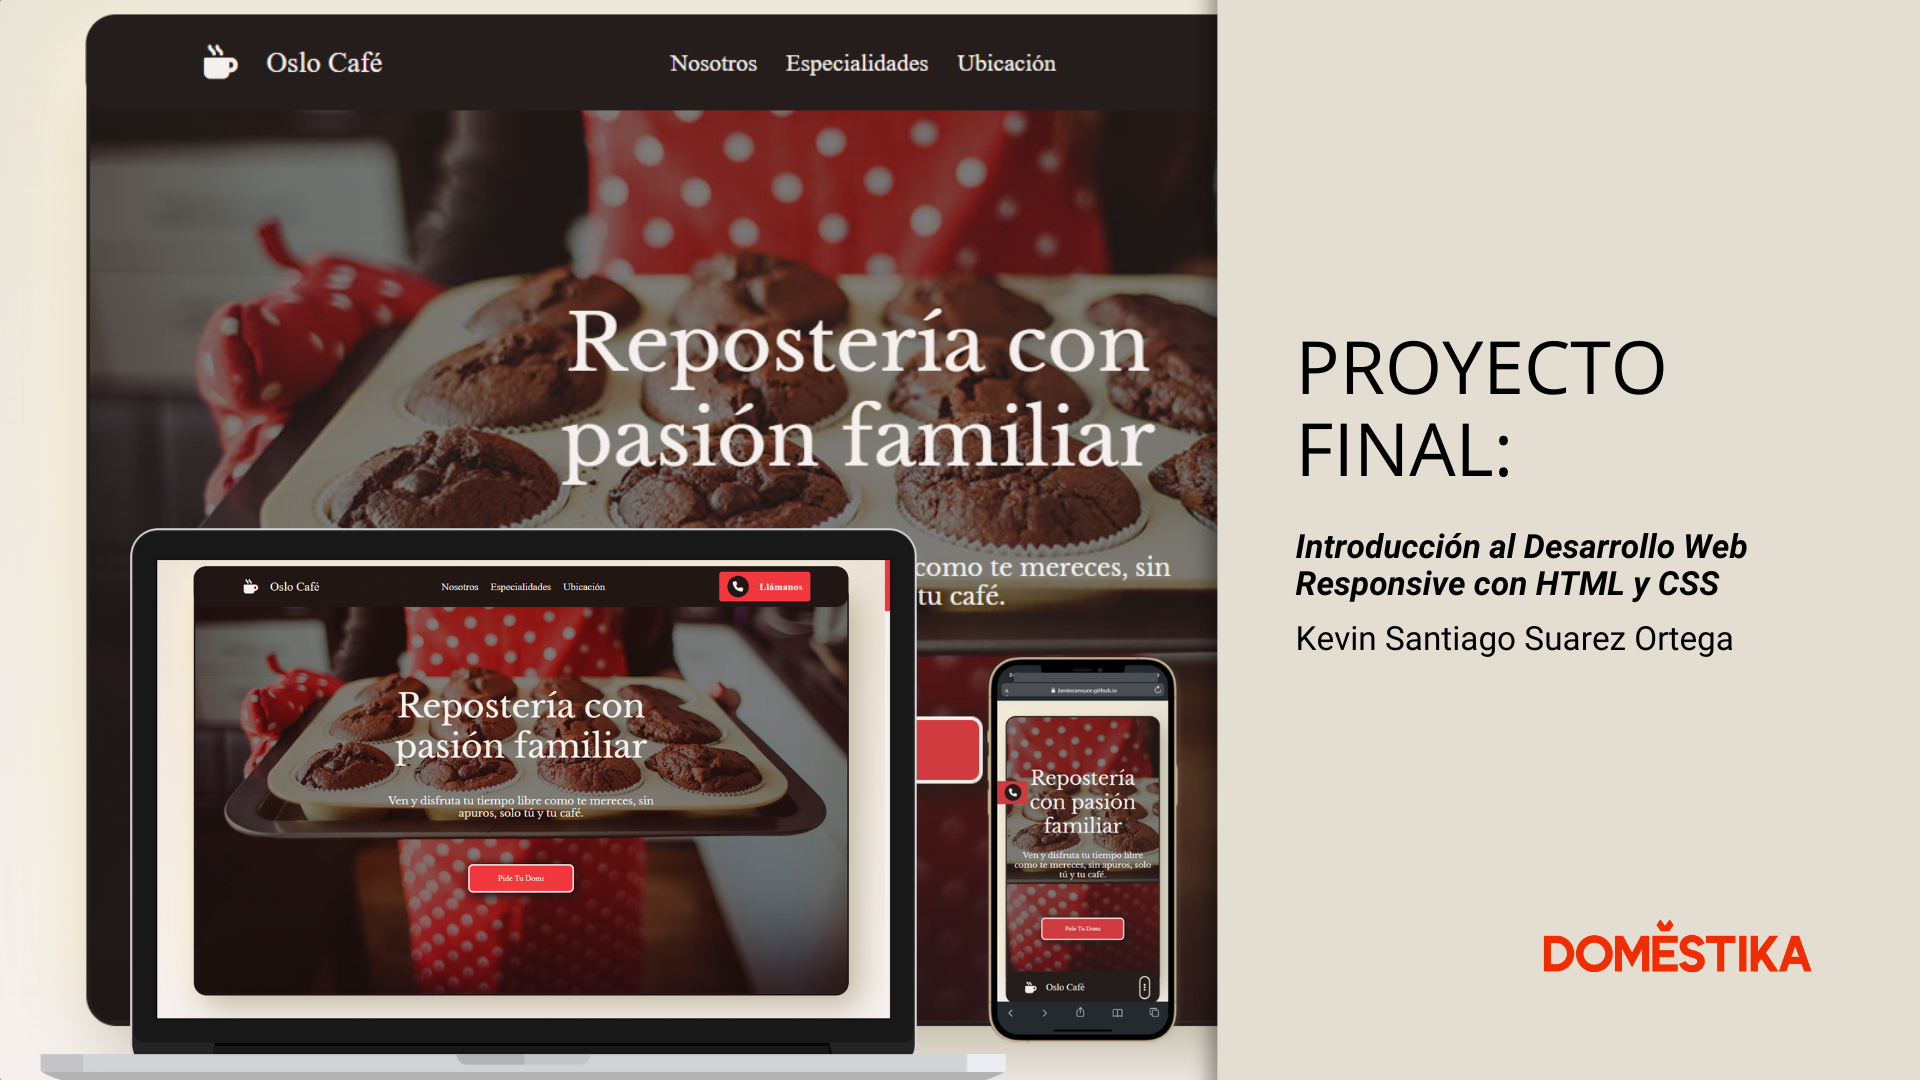 Oslo Café
Nosotros Especialidades Ubicación
Repostería con
pasión familiar
como te mereces, sin
tu café.
Oslo Café
Nosotros Especialidades Ubicación
Llámanos
Repostería con
pasión familiar
Ven y disfruta tu tiempo libre como te mereces, sin
apuros, solo tú y tu café.
Pide Tu Domi
kevinsansuor.github.io
Repostería
con pasión
familiar
Ven y disfruta tu tiempo libre
como te mereces, sin apuros, solo
tú y tu café.
Pide Tu Domi
Oslo Café
PROYECTO
FINAL:
Introducción al Desarrollo Web
Responsive con HTML y CSS
Kevin Santiago Suarez Ortega
DOMĚSTIKA